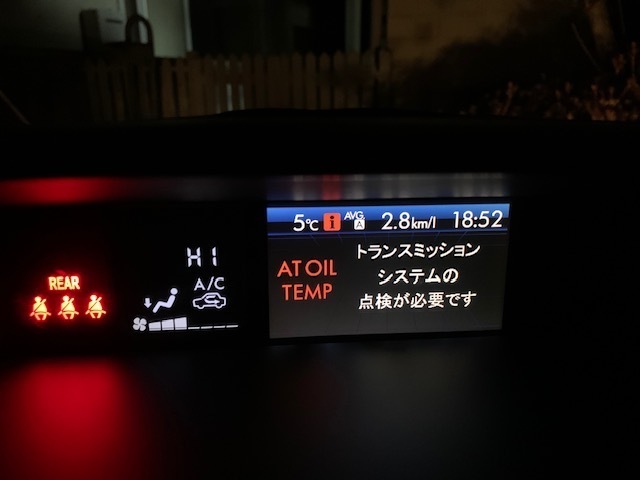 5℃ i AVG A 2.8km/l 18:52
HI
A/C
REAR
AT OIL
TEMP
トランスミッション
システムの
点検が必要です